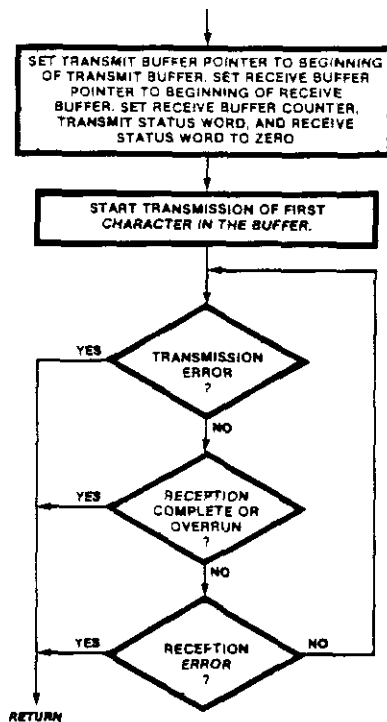 SET TRANSMIT BUFFER POINTER TO BEGINNING
OF TRANSMIT BUFFER. SET RECEIVE BUFFER
POINTER TO BEGINNING OF RECEIVE
BUFFER. SET RECEIVE BUFFER COUNTER,
TRANSMIT STATUS WORD, AND RECEIVE
STATUS WORD TO ZERO
START TRANSMISSION OF FIRST
CHARACTER IN THE BUFFER.
YES
TRANSMISSION
ERROR
?
NO
YES
RECEPTION
COMPLETE OR
OVERRUN
?
NO
YES
RECEPTION
ERROR
?
NO
RETURN